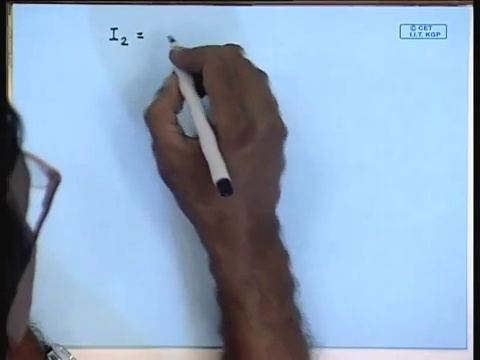 I₂ =
© CET
I.I.T. KGP